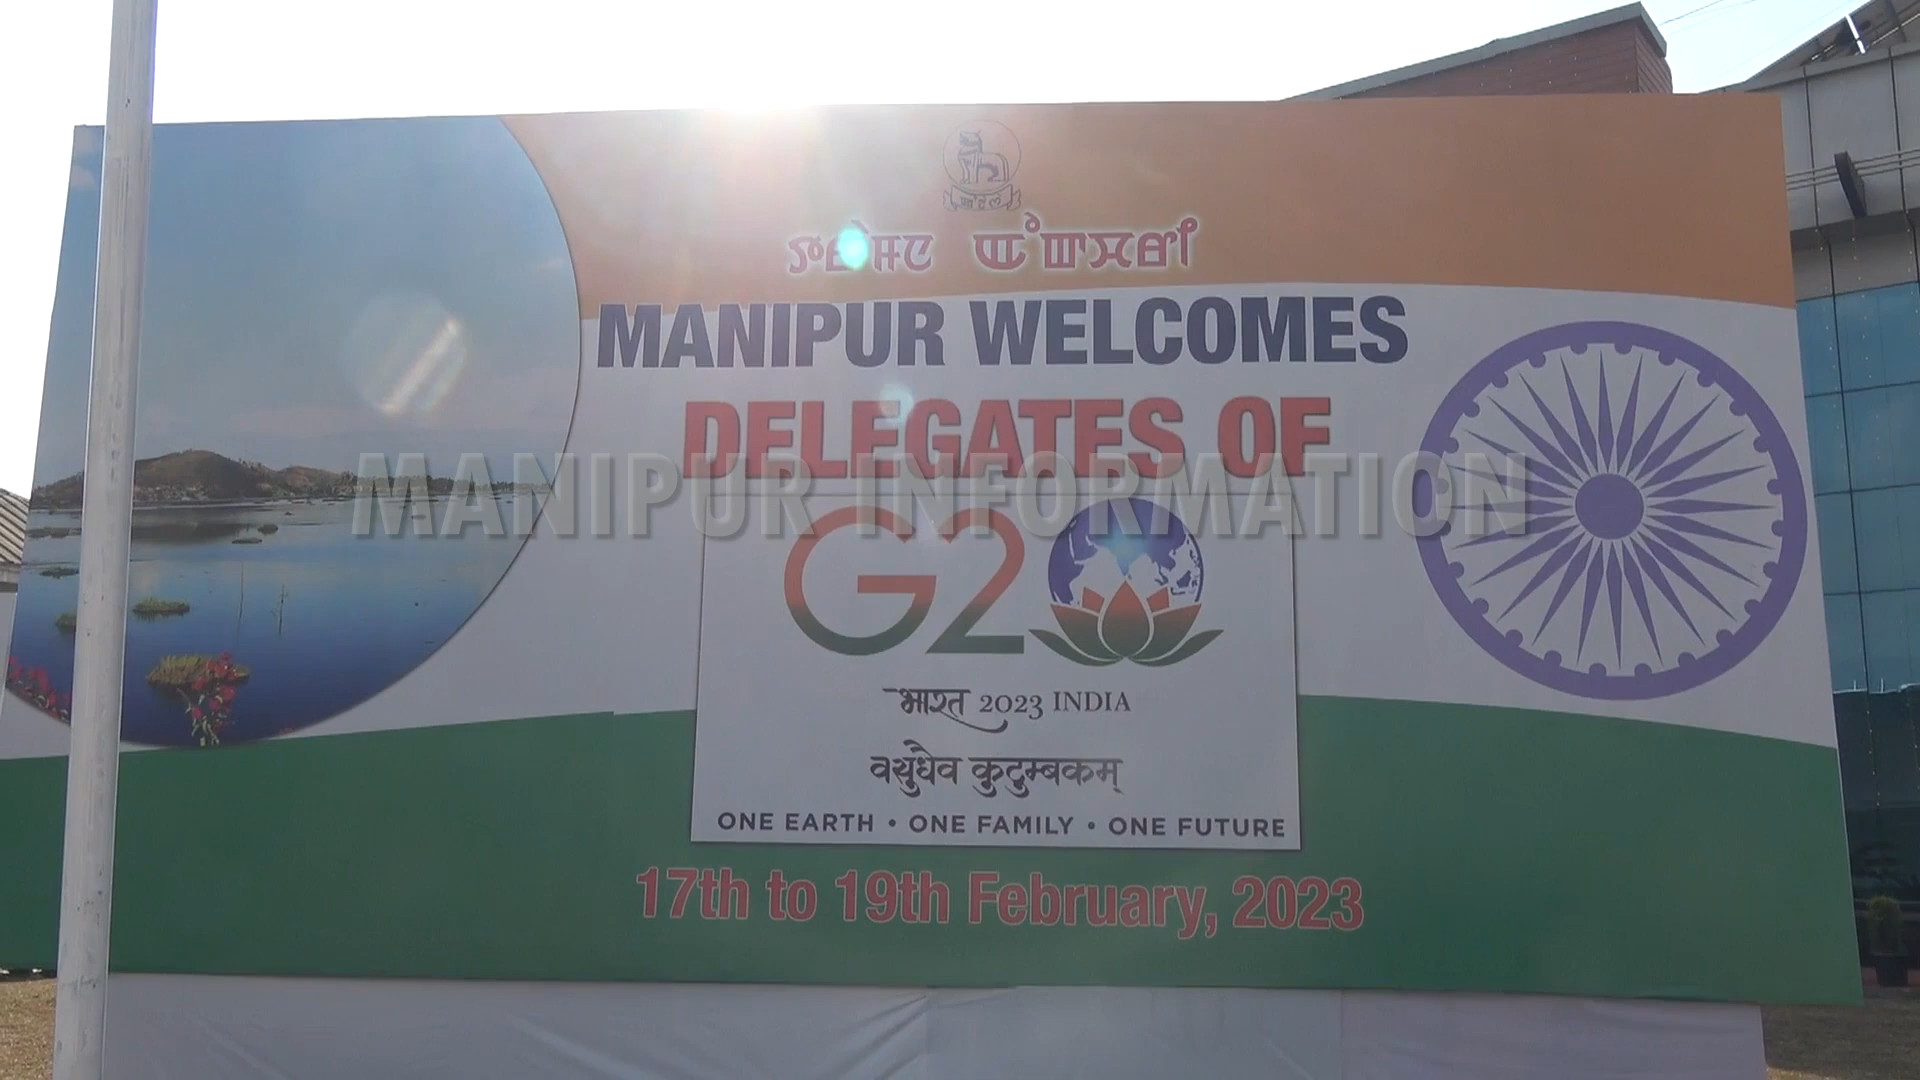 MANIPUR WELCOMES
DELEGATES OF
MANIPUR INFORMATION
G20
भारत 2023 INDIA
वसुधैव कुटुम्बकम्
ONE EARTH • ONE FAMILY • ONE FUTURE
17th to 19th February, 2023